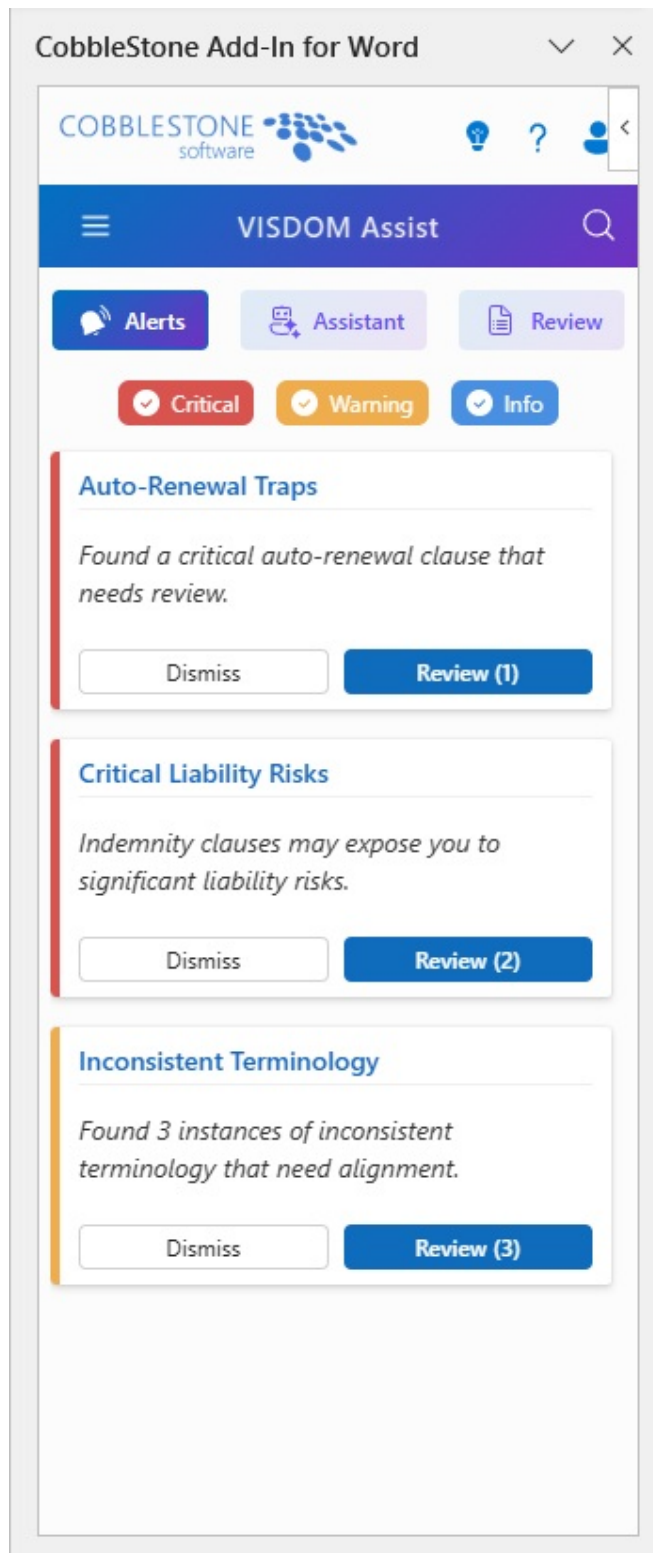 CobbleStone Add-In for Word
COBBLESTONE
software
?
VISDOM Assist
Alerts
Assistant
Review
Critical
Warning
Info
Auto-Renewal Traps
Found a critical auto-renewal clause that
needs review.
Dismiss
Review (1)
Critical Liability Risks
Indemnity clauses may expose you to
significant liability risks.
Dismiss
Review (2)
Inconsistent Terminology
Found 3 instances of inconsistent
terminology that need alignment.
Dismiss
Review (3)